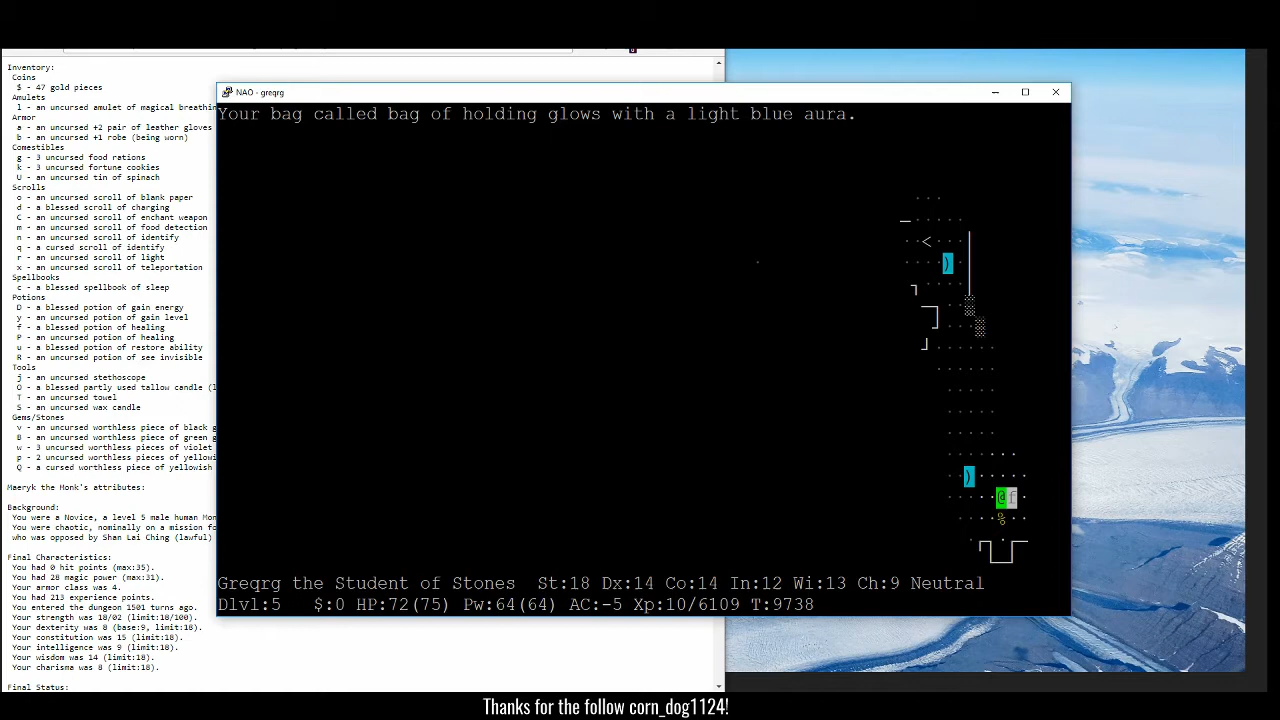 Inventory:
Coins
$ - 47 gold pieces
Amulets
l - an uncursed amulet of magical breathin
Armor
a - an uncursed +2 pair of leather gloves
b - an uncursed +1 robe (being worn)
Comestibles
g - 3 uncursed food rations
k - 3 uncursed fortune cookies
U - an uncursed tin of spinach
Scrolls
o - an uncursed scroll of blank paper
d - a blessed scroll of charging
C - an uncursed scroll of enchant weapon
m - an uncursed scroll of food detection
n - an uncursed scroll of identify
q - a cursed scroll of identify
r - an uncursed scroll of light
x - an uncursed scroll of teleportation
Spellbooks
c - a blessed spellbook of sleep
Potions
D - a blessed potion of gain energy
y - an uncursed potion of gain level
f - a blessed potion of healing
P - an uncursed potion of healing
u - a blessed potion of restore ability
R - an uncursed potion of see invisible
Tools
j - an uncursed stethoscope
O - a blessed partly used tallow candle (l
T - an uncursed towel
S - an uncursed wax candle
Gems/Stones
v - an uncursed worthless piece of black g
B - an uncursed worthless piece of green g
w - 3 uncursed worthless pieces of violet
p - 2 uncursed worthless pieces of yellow
Q - a cursed worthless piece of yellowish
Maeryk the Monk's attributes:
Background:
You were a Novice, a level 5 male human Mon
You were chaotic, nominally on a mission fo
who was opposed by Shan Lai Ching (lawful)
Final Characteristics:
You had 0 hit points (max:35).
You had 28 magic power (max:31).
Your armor class was 4.
You had 213 experience points.
You entered the dungeon 1501 turns ago.
Your strength was 18/02 (limit:18/100).
Your dexterity was 8 (base:9, limit:18).
Your constitution was 15 (limit:18).
Your intelligence was 9 (limit:18).
Your wisdom was 14 (limit:18).
Your charisma was 8 (limit:18).
Final Status:
NAO - greqrg
Your bag called bag of holding glows with a light blue aura.
<
)
)
@f
%
Greqrg the Student of Stones St:18 Dx:14 Co:14 In:12 Wi:13 Ch:9 Neutral
Dlvl:5 $:0 HP:72(75) Pw:64(64) AC:-5 Xp:10/6109 T:9738
Thanks for the follow corn_dog1124!